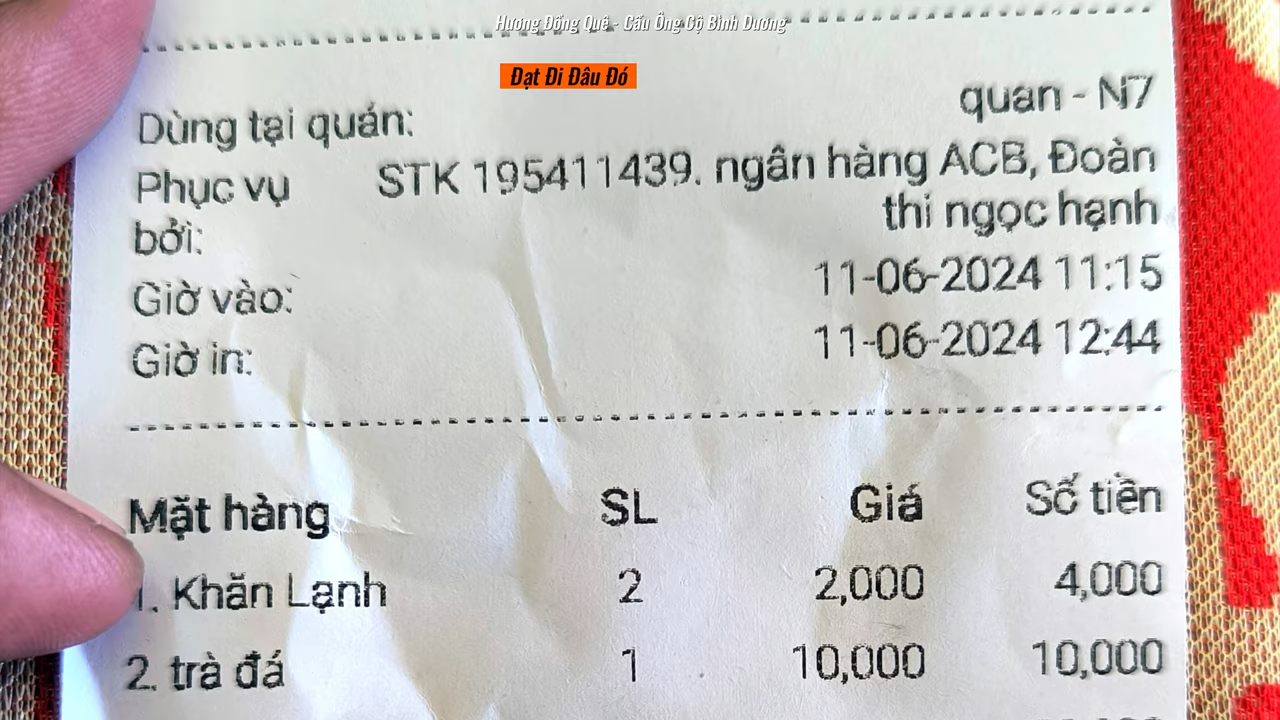 Hương Đồng Quê - Cầu Ông Cộ Bình Dương
Đạt Đi Đâu Đó
Dùng tại quán: quan - N7
Phục vụ bởi: STK 195411439. ngân hàng ACB, Đoàn
thi ngọc hạnh
Giờ vào: 11-06-2024 11:15
Giờ in: 11-06-2024 12:44
Mặt hàng SL Giá Số tiền
1. Khăn Lạnh 2 2,000 4,000
2. trà đá 1 10,000 10,000